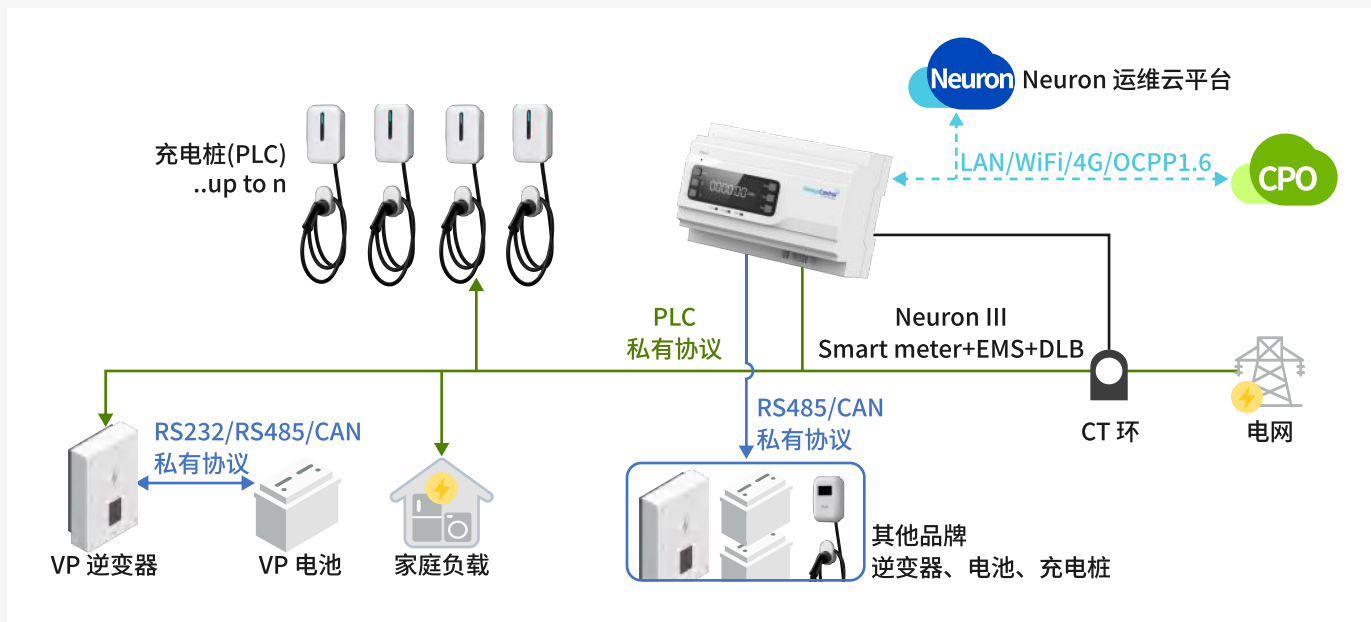 Neuron
Neuron 运维云平台
充电桩(PLC)
..up to n
LAN/WiFi/4G/OCPP1.6
CPO
PLC
私有协议
Neuron III
Smart meter+EMS+DLB
RS485/CAN
私有协议
CT 环
电网
RS232/RS485/CAN
私有协议
VP 逆变器
VP 电池
家庭负载
其他品牌
逆变器、电池、充电桩